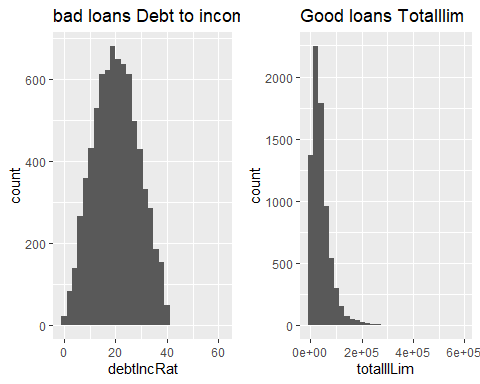 bad loans Debt to incon
Good loans Totalllim
count
600
400
200
0
0
20
40
60
debtIncRat
count
2000
1500
1000
500
0
0e+00
2e+05
4e+05
6e+05
totalIlLim